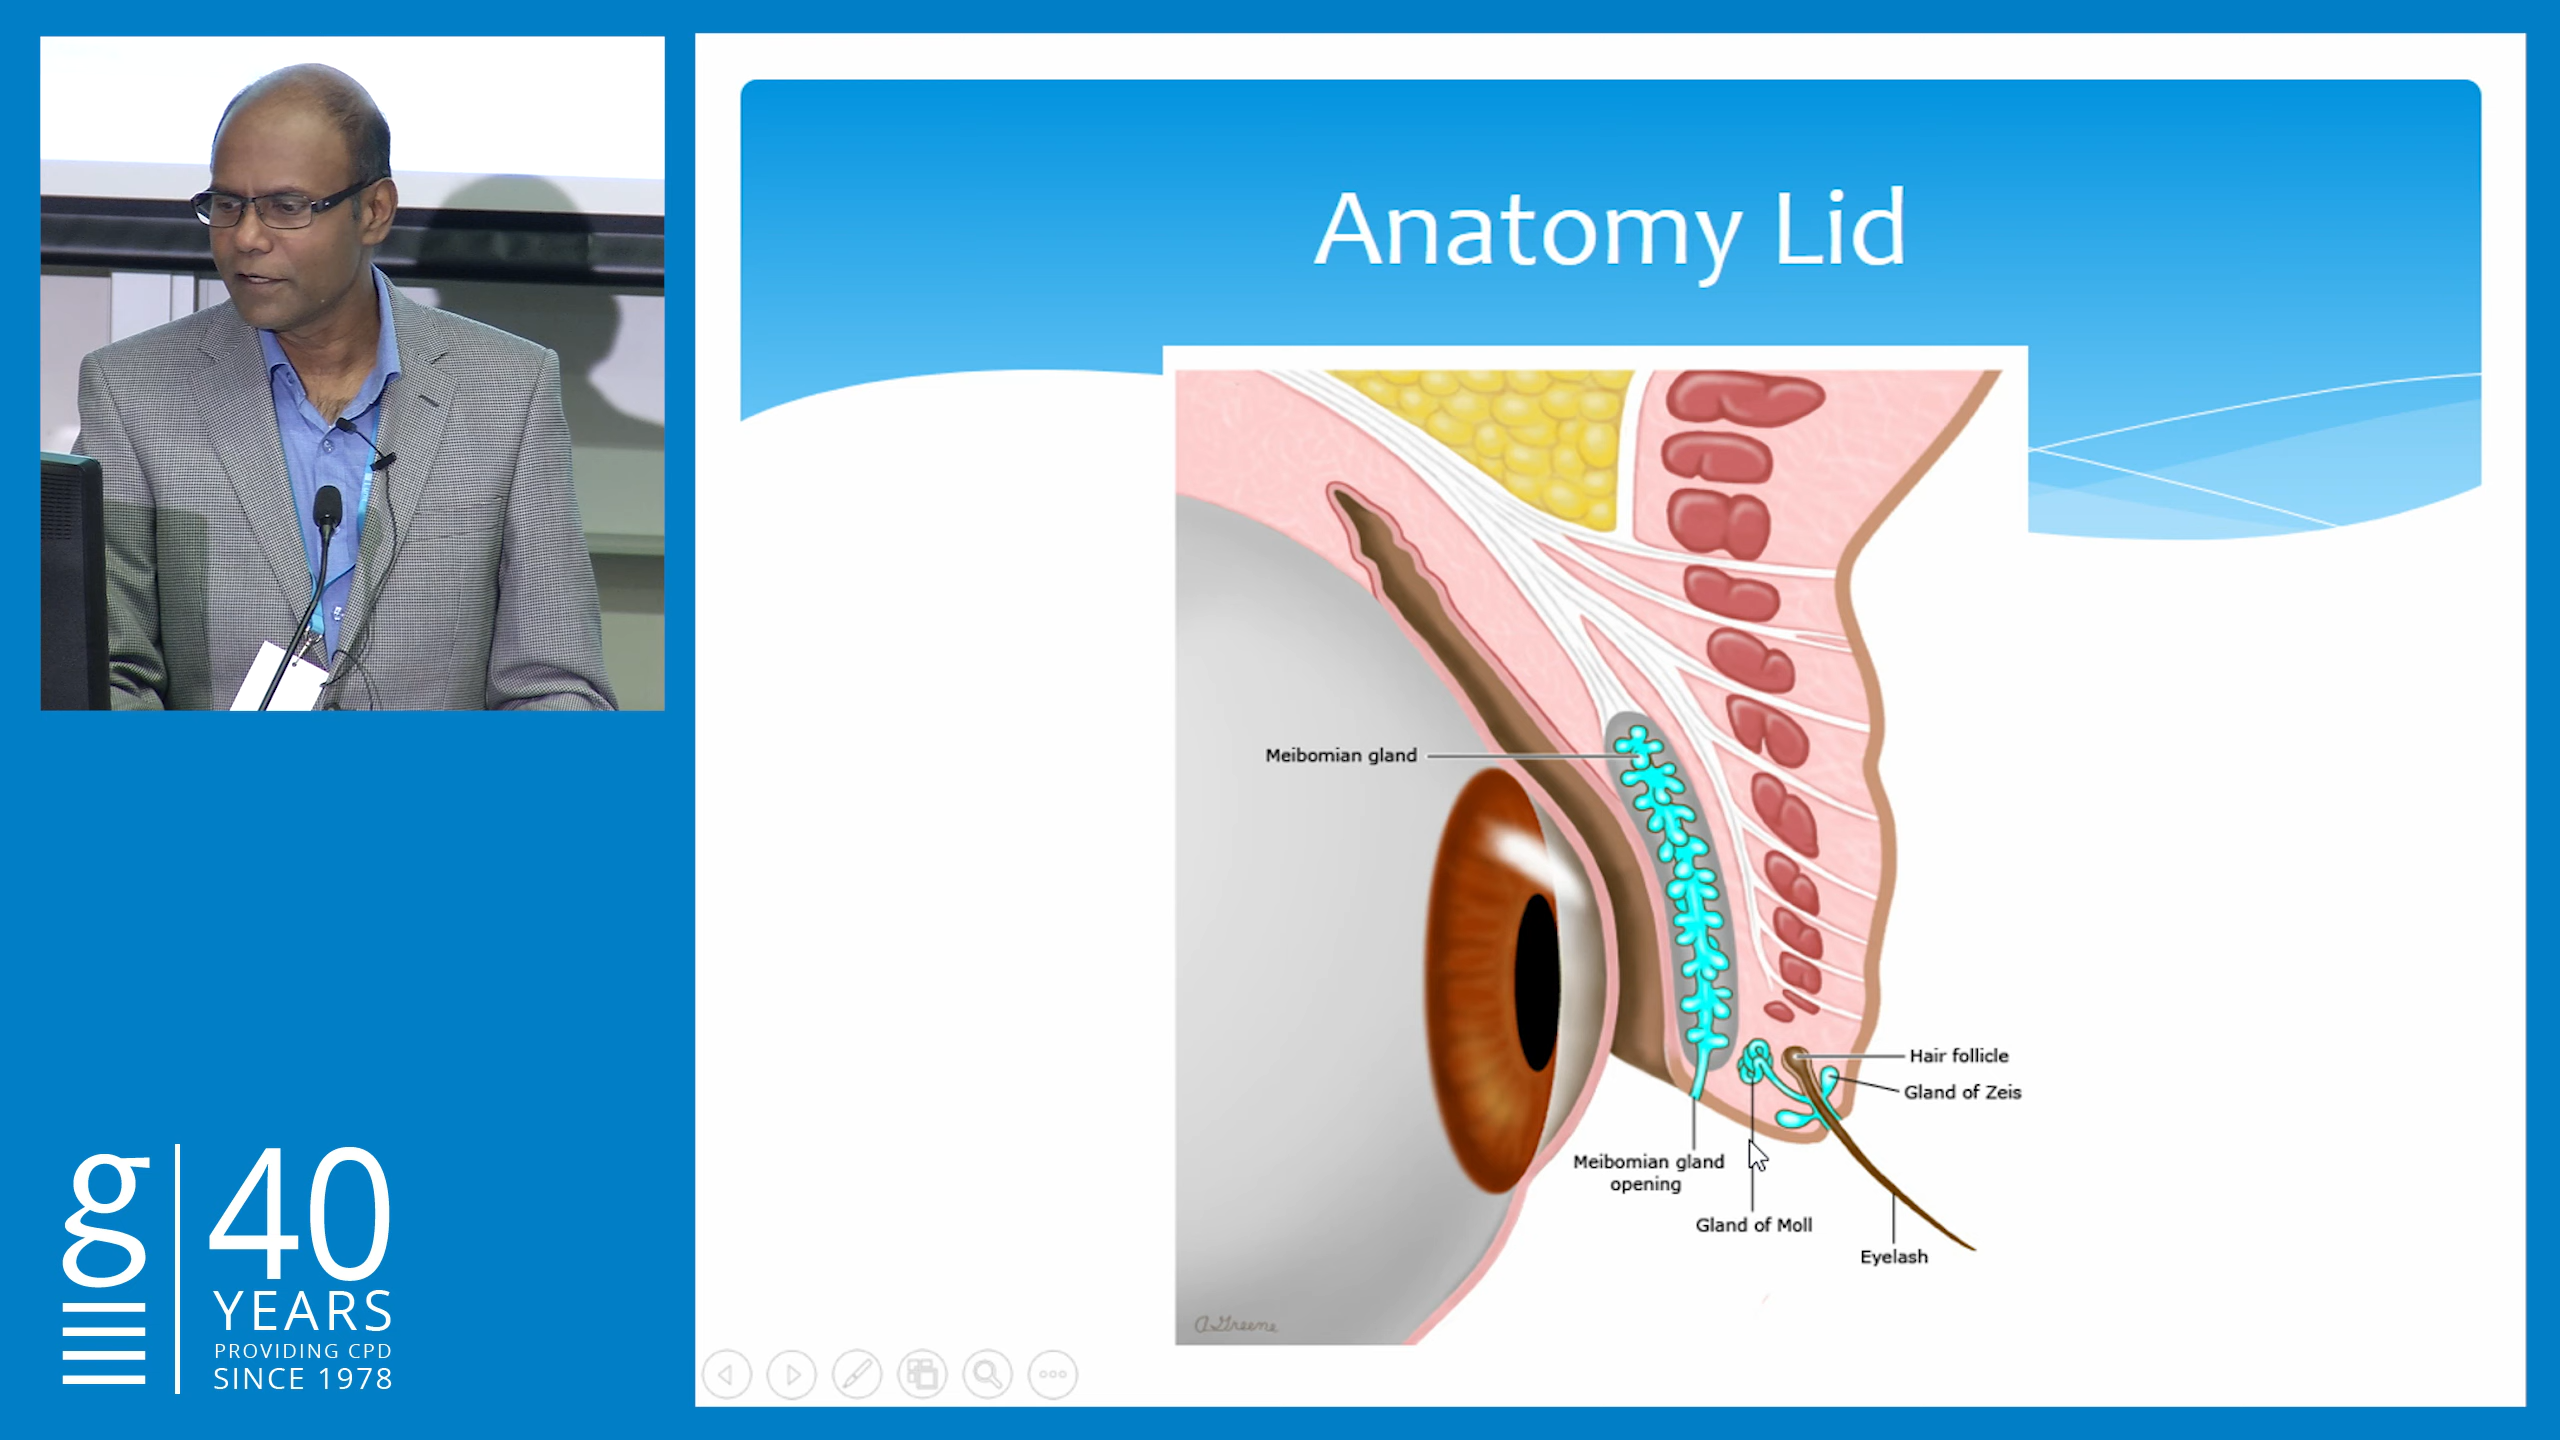 Anatomy Lid
Meibomian gland
Hair follicle
Gland of Zeis
Meibomian gland
opening
Gland of Moll
Eyelash
A.Greene
g
40
YEARS
PROVIDING CPD
SINCE 1978